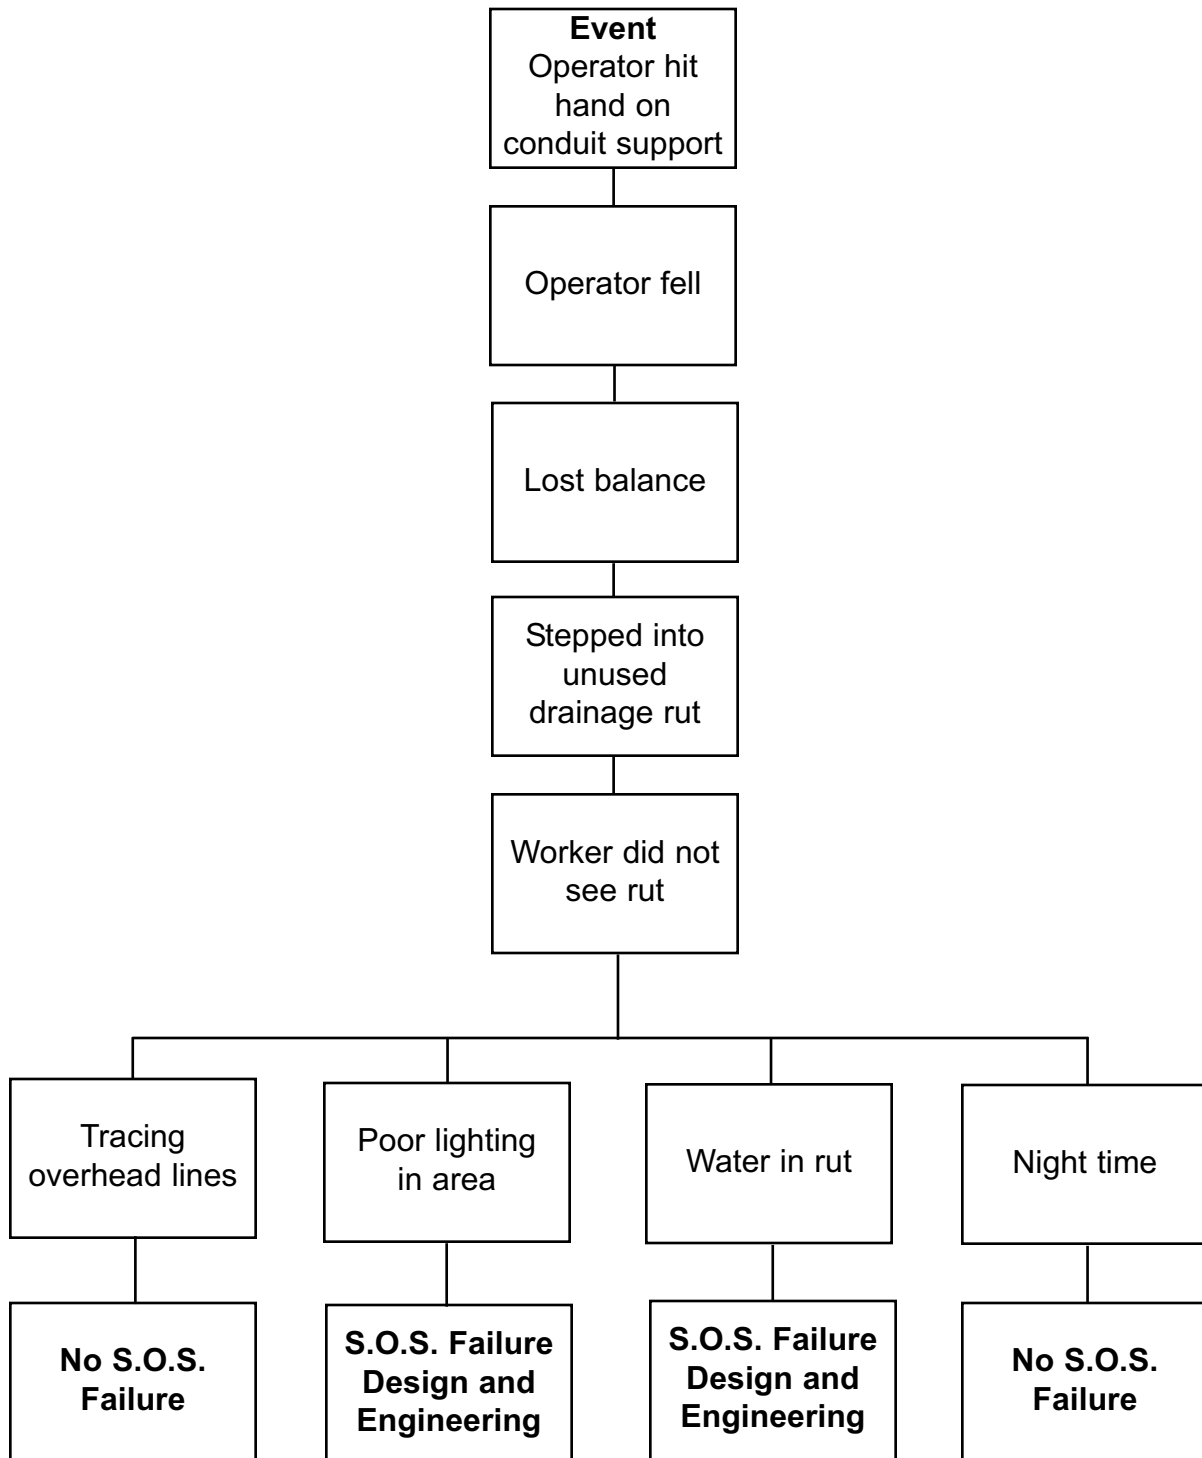 Event
Operator hit
hand on
conduit support
Operator fell
Lost balance
Stepped into
unused
drainage rut
Worker did not
see rut
Tracing
overhead lines
Poor lighting
in area
Water in rut
Night time
No S.O.S.
Failure
S.O.S. Failure
Design and
Engineering
S.O.S. Failure
Design and
Engineering
No S.O.S.
Failure